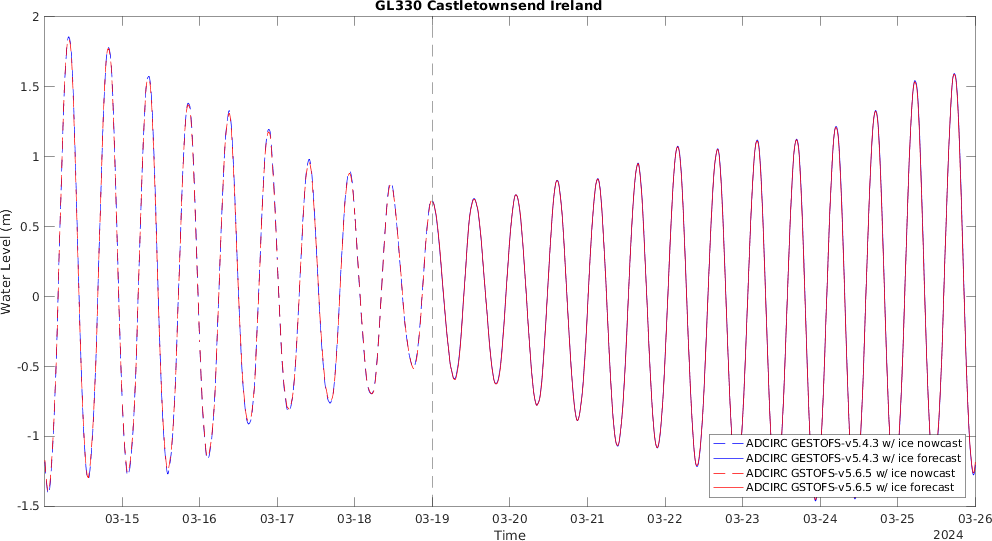 GL330 Castletownsend Ireland
Water Level (m)
2
1.5
1
0.5
0
-0.5
-1
-1.5
ADCIRC GESTOFS-v5.4.3 w/ ice nowcast
ADCIRC GESTOFS-v5.4.3 w/ ice forecast
ADCIRC GSTOFS-v5.6.5 w/ ice nowcast
ADCIRC GSTOFS-v5.6.5 w/ ice forecast
03-15 03-16 03-17 03-18 03-19 03-20 03-21 03-22 03-23 03-24 03-25 03-26
Time
2024